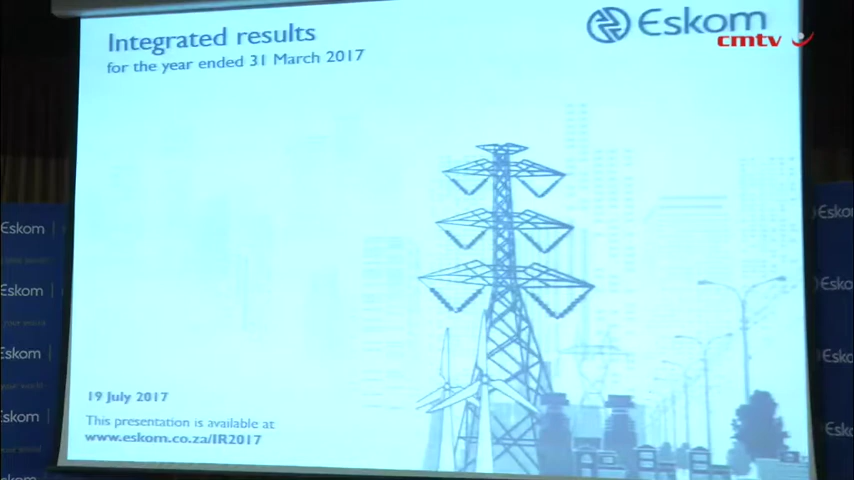 Integrated results
for the year ended 31 March 2017
Eskom
cmtv
19 July 2017
This presentation is available at
www.eskom.co.za/IR2017
Eskom
Eskom
Eskom
Eskom
Eskom
Eskom
Eskom